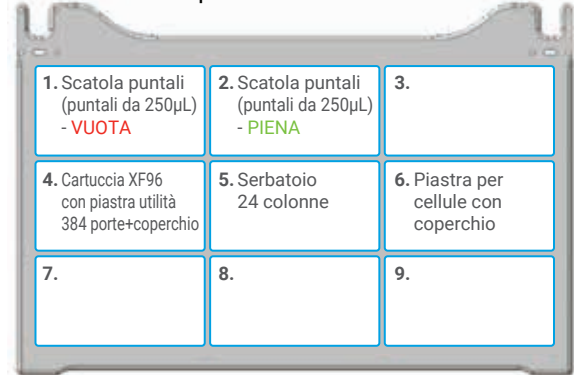 1. Scatola puntali
(puntali da 250µL)
- VUOTA
2. Scatola puntali
(puntali da 250µL)
- PIENA
3.
4. Cartuccia XF96
con piastra utilità
384 porte+coperchio
5. Serbatoio
24 colonne
6. Piastra per
cellule con
coperchio
7.
8.
9.